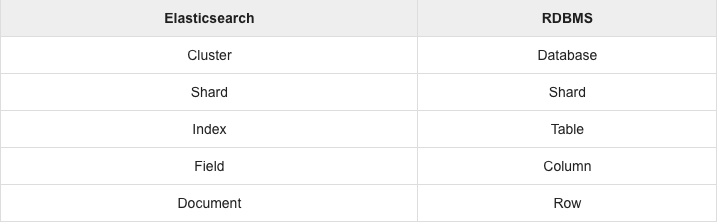 Elasticsearch RDBMS
Cluster Database
Shard Shard
Index Table
Field Column
Document Row